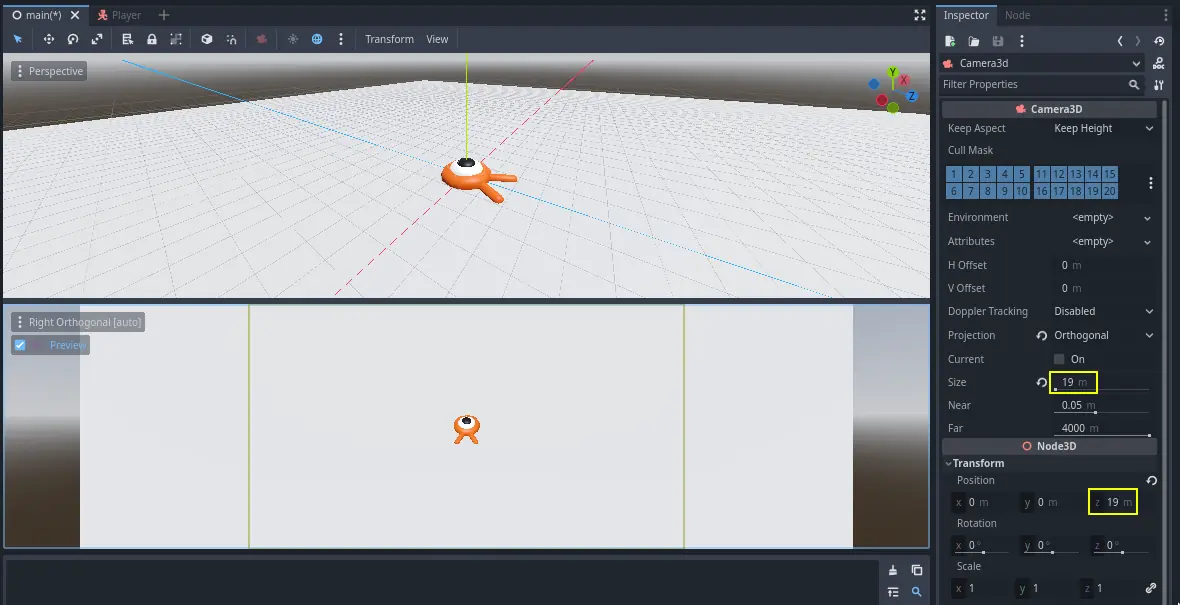 main(*)
Player
Inspector
Node
Transform
View
Camera3d
Perspective
Y
X
Z
Filter Properties
Camera3D
Keep Aspect
Keep Height
Cull Mask
1 2 3 4 5 11 12 13 14 15
6 7 8 9 10 16 17 18 19 20
Environment
<empty>
Attributes
<empty>
H Offset
0 m
V Offset
0 m
Doppler Tracking
Disabled
Right Orthogonal [auto]
Preview
Projection
Orthogonal
Current
On
Size
19 m
Near
0.05 m
Far
4000 m
Node3D
Transform
Position
x 0 m y 0 m z 19 m
Rotation
x 0 ° y 0 ° z 0 °
Scale
x 1 y 1 z 1